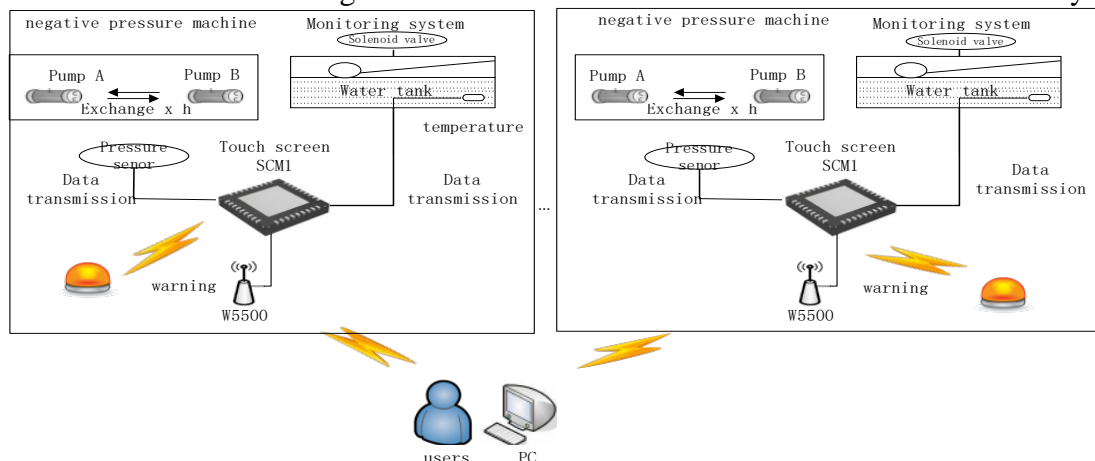 negative pressure machine
Monitoring system
Solenoid valve
Pump A
Pump B
Exchange x h
Water tank
temperature
Pressure
senor
Touch screen
SCM1
Data
transmission
Data
transmission
warning
W5500
...
negative pressure machine
Monitoring system
Solenoid valve
Pump A
Pump B
Exchange x h
Water tank
Pressure
senor
Touch screen
SCM1
Data
transmission
Data
transmission
warning
W5500
users
PC